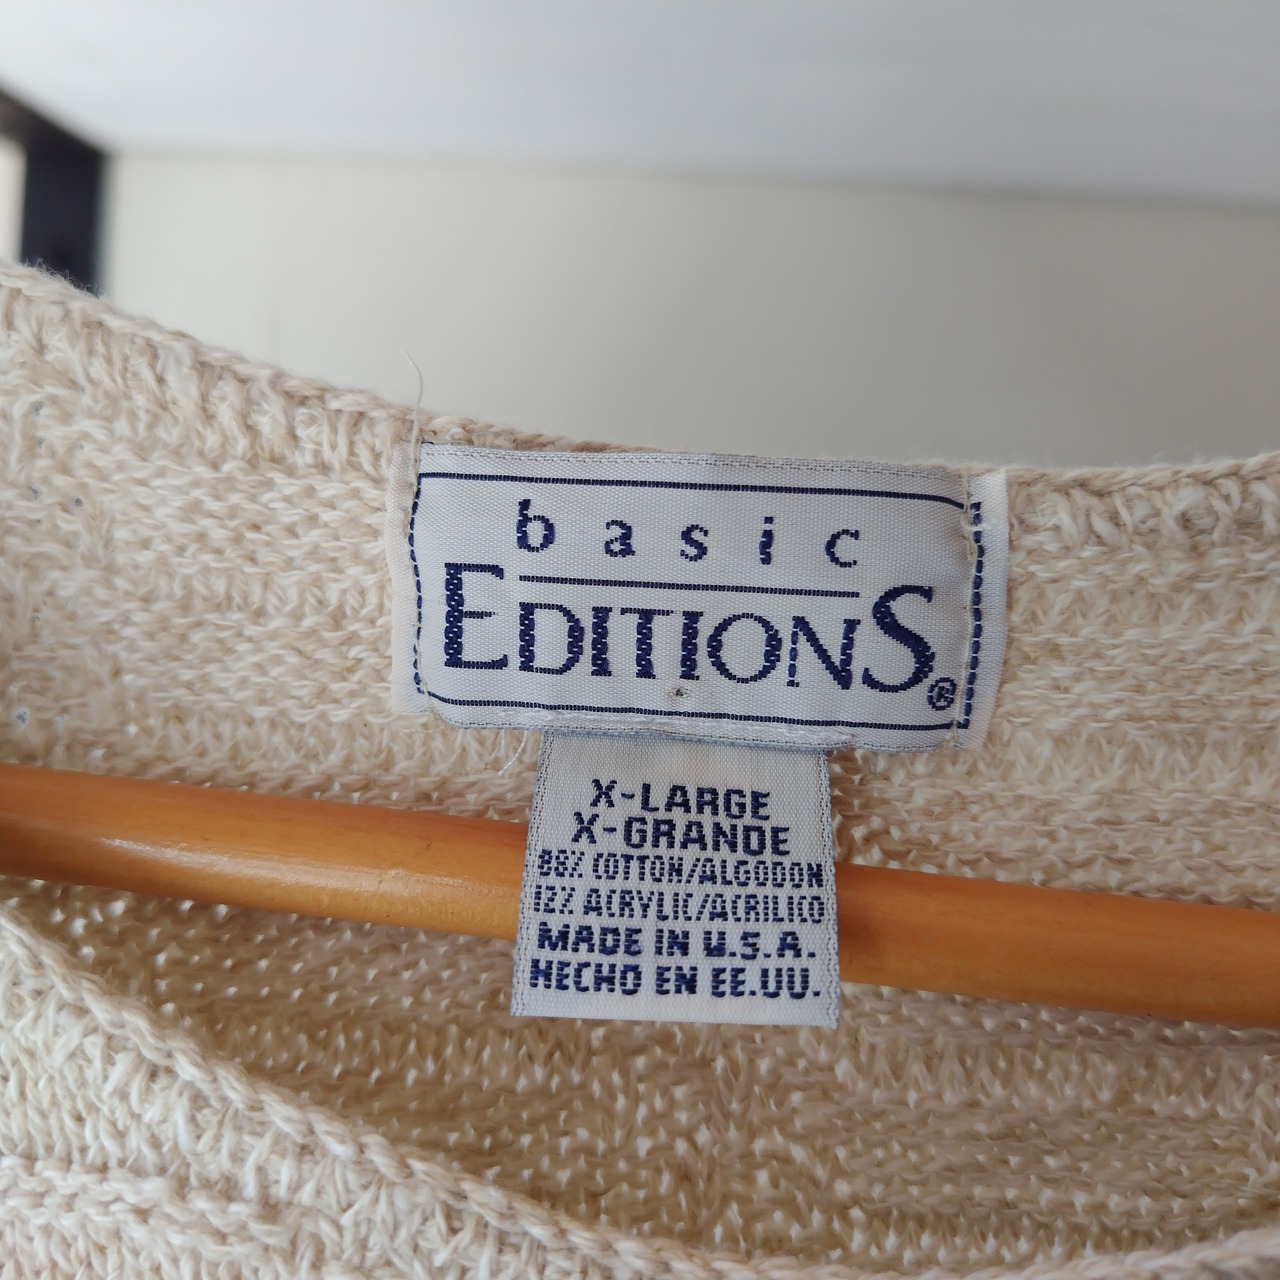 basic
EDITIONS®
X-LARGE
X-GRANDE
88% COTTON/ALGODON
12% ACRYLIC/ACRILICO
MADE IN U.S.A.
HECHO EN EE.UU.